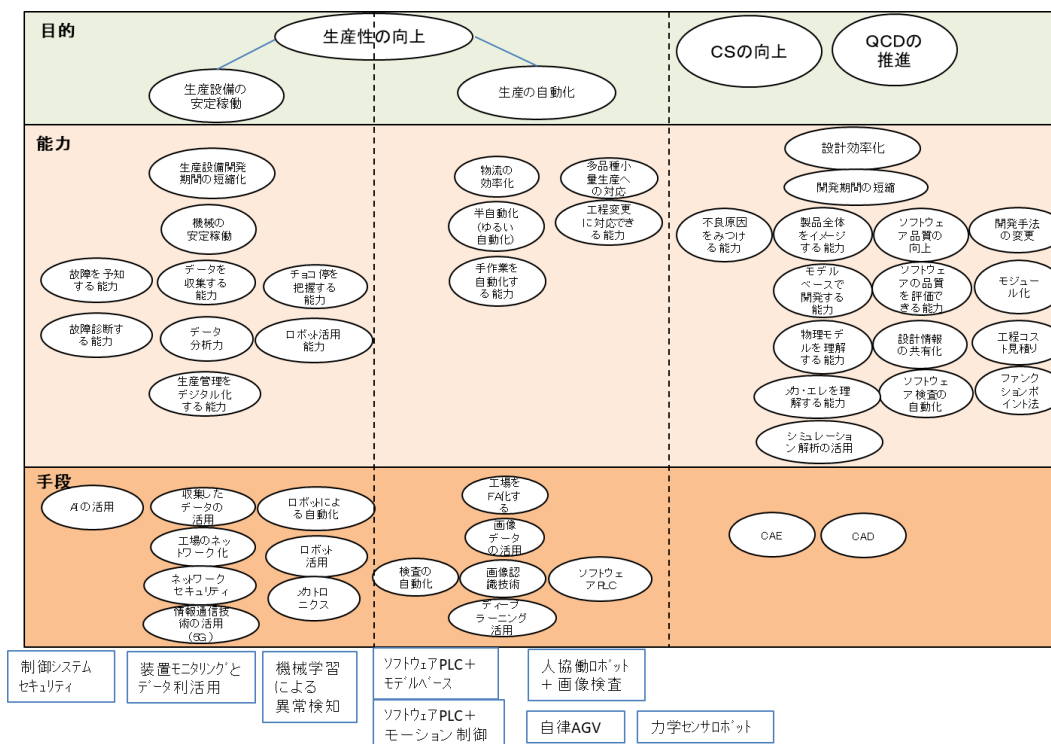 目的
生産性の向上
CSの向上
QCDの
推進
生産設備の
安定稼働
生産の自動化
能力
生産設備開発
期間の短縮化
機械の
安定稼働
故障を予知
する能力
データを
収集する
能力
チョコ停を
把握する
能力
故障診断す
る能力
データ
分析力
ロボット活用
能力
生産管理を
デジタル化
する能力
物流の
効率化
多品種小
量生産へ
の対応
半自動化
(ゆるい
自動化)
工程変更
に対応でき
る能力
手作業を
自動化す
る能力
設計効率化
開発期間の短縮
不良原因
をみつけ
る能力
製品全体
をイメージ
する能力
ソフトウェ
ア品質の
向上
開発手法
の変更
モデル
ベースで
開発する
能力
ソフトウェ
アの品質
を評価で
きる能力
モジュー
ル化
物理モデ
ルを理解
する能力
設計情報
の共有化
工程コス
ト見積り
メカ・エレを理
解する能力
ソフトウェ
ア検査の
自動化
ファンク
ションポ
イント法
シミュレーショ
ン解析の活用
手段
AIの活用
収集した
データの
活用
ロボットによ
る自動化
工場のネッ
トワーク化
ロボット
活用
ネットワーク
セキュリティ
メカトロ
ニクス
情報通信技
術の活用
(5G)
工場を
FA化す
る
画像
データ
の活用
検査の
自動化
画像認
識技術
ソフトウェ
アPLC
ディープ
ラーニング
活用
CAE
CAD
制御システム
セキュリティ
装置モニタリングと
データ利活用
機械学習
による
異常検知
ソフトウェアPLC＋
モデルベース
人協働ロボット
＋画像検査
ソフトウェアPLC＋
モーション制御
自律AGV
力学センサロボット